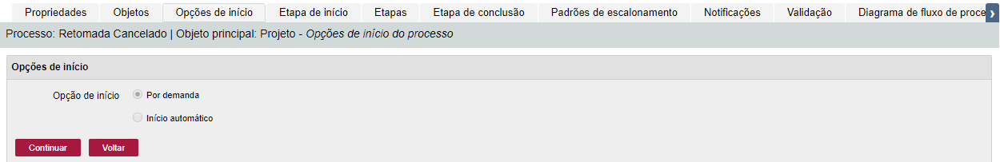 Propriedades Objetos Opções de início Etapa de início Etapas Etapa de conclusão Padrões de escalonamento Notificações Validação Diagrama de fluxo de proce
Processo: Retomada Cancelado | Objeto principal: Projeto - Opções de início do processo
Opções de início
Opção de início Por demanda
Início automático
Continuar Voltar